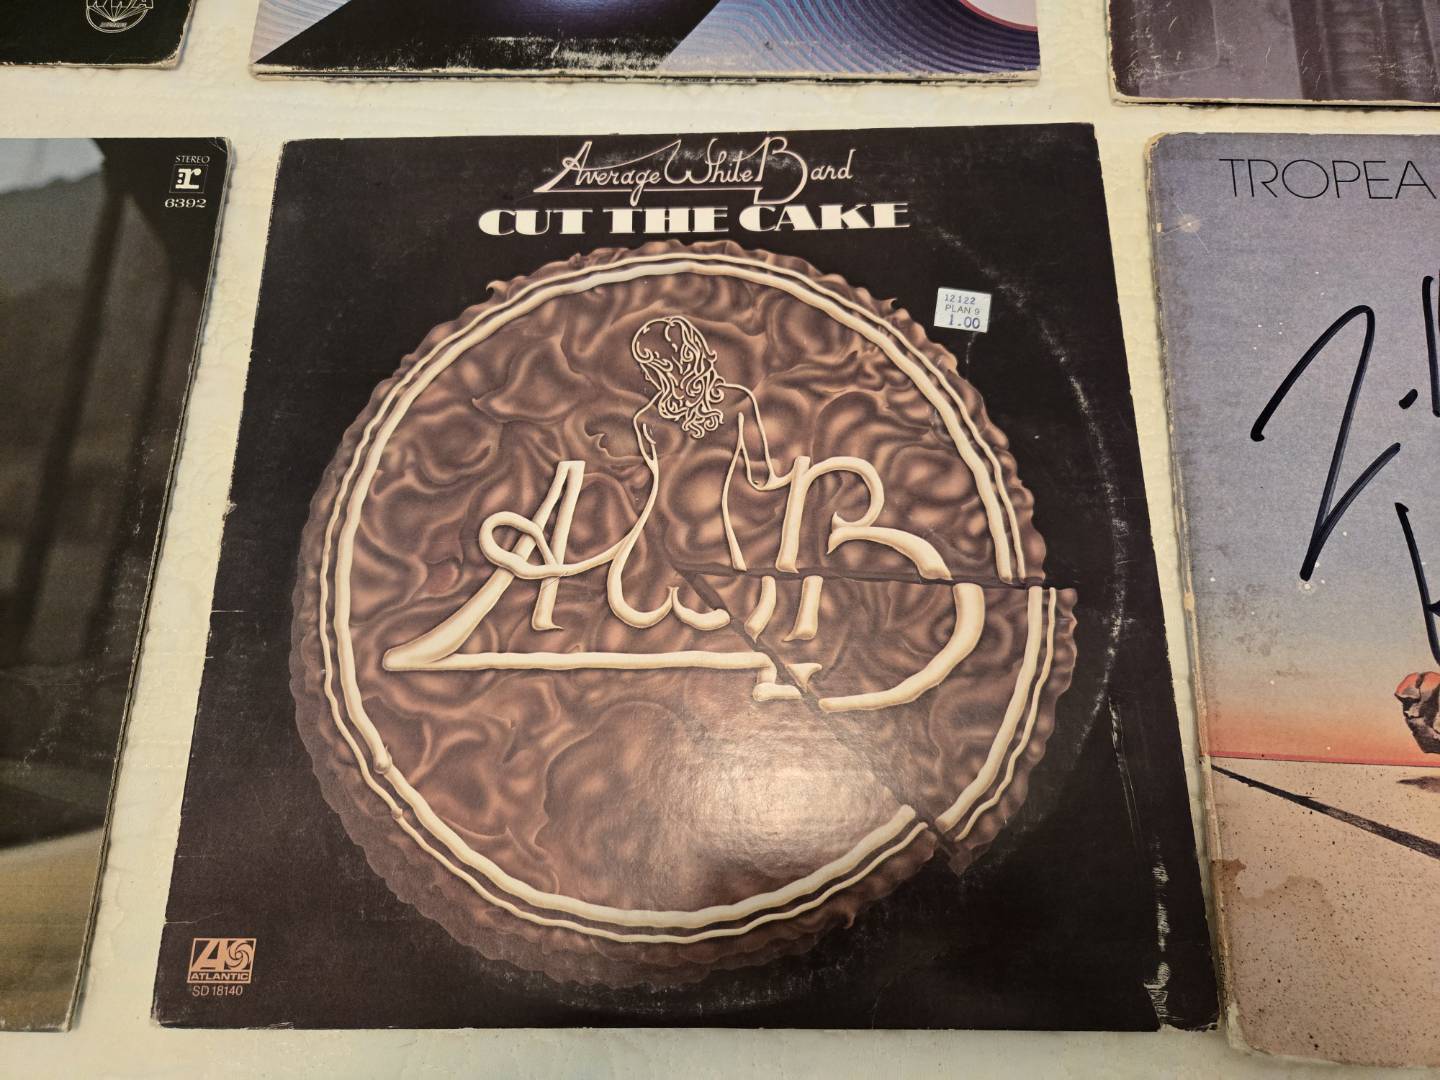 STEREO
r
6392
Average White Band
CUT THE CAKE
12122
PLAN 9
1.00
AWB
ATLANTIC
SD 18140
TROPEA